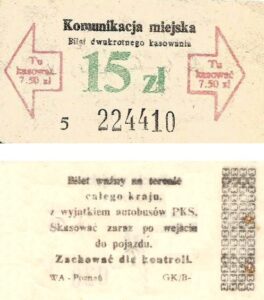 Komunikacja miejska
Bilet dwukrotnego kasowania
Tu
kasować
7.50 zł
15 zł
Tu
kasować
7.50 zł
5 224410
Bilet ważny na terenie
całego kraju,
z wyjątkiem autobusów PKS.
Skasować zaraz po wejściu
do pojazdu.
Zachować dla kontroli.
WA - Poznań GK/B-